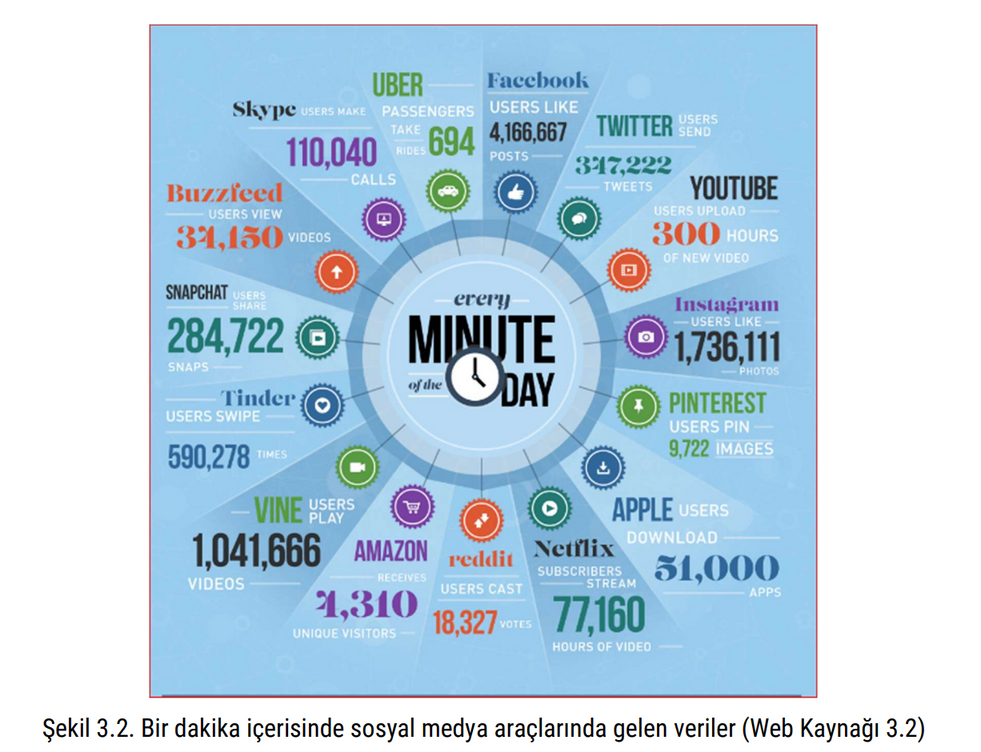 UBER
PASSENGERS
TAKE
RIDES 694
Facebook
USERS LIKE
4,166,667
POSTS
TWITTER USERS
SEND
347,222
TWEETS
YOUTUBE
USERS UPLOAD
300 HOURS
OF NEW VIDEO
Instagram
USERS LIKE
1,736,111
PHOTOS
PINTEREST
USERS PIN
9,722 IMAGES
APPLE USERS
DOWNLOAD
51,000
APPS
Netflix
SUBSCRIBERS
STREAM
77,160
HOURS OF VIDEO
reddit
USERS CAST
18,327 VOTES
AMAZON
RECEIVES
4,310
UNIQUE VISITORS
VINE USERS
PLAY
1,041,666
VIDEOS
Tinder
USERS SWIPE
590,278 TIMES
SNAPCHAT USERS
SHARE
284,722
SNAPS
Buzzfeed
USERS VIEW
34,150 VIDEOS
Skype USERS MAKE
110,040
CALLS
every
MINUTE
of the DAY
Şekil 3.2. Bir dakika içerisinde sosyal medya araçlarında gelen veriler (Web Kaynağı 3.2)